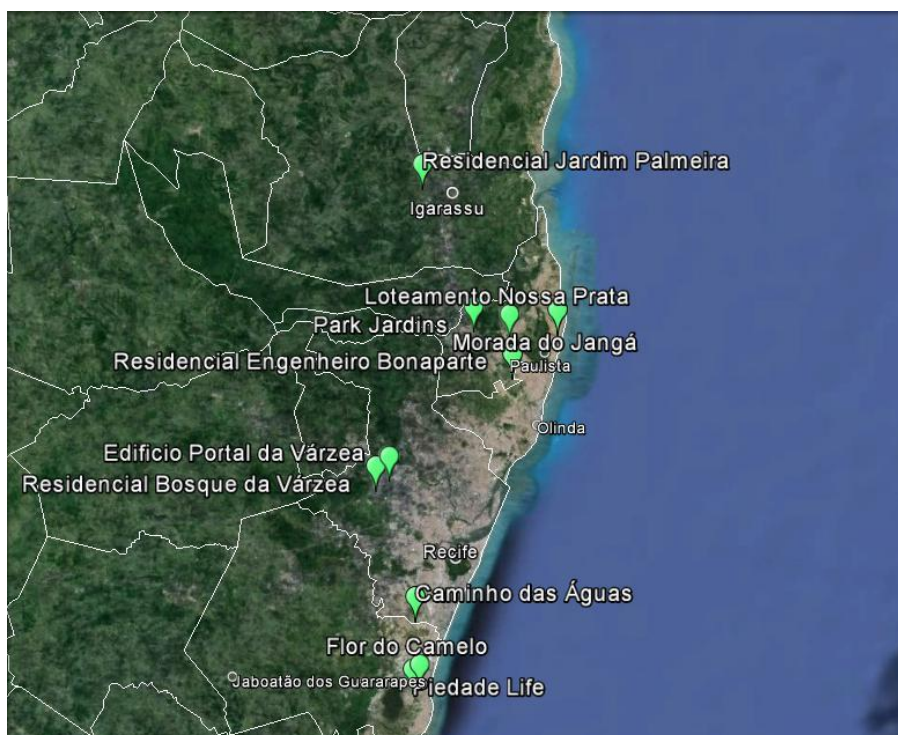 Residencial Jardim Palmeira
Igarassu
Loteamento Nossa Prata
Park Jardins
Morada do Jangá
Residencial Engenheiro Bonaparte
Paulista
Olinda
Edificio Portal da Várzea
Residencial Bosque da Várzea
Recife
Caminho das Águas
Flor do Camelo
Jaboatão dos Guararapes
Piedade Life